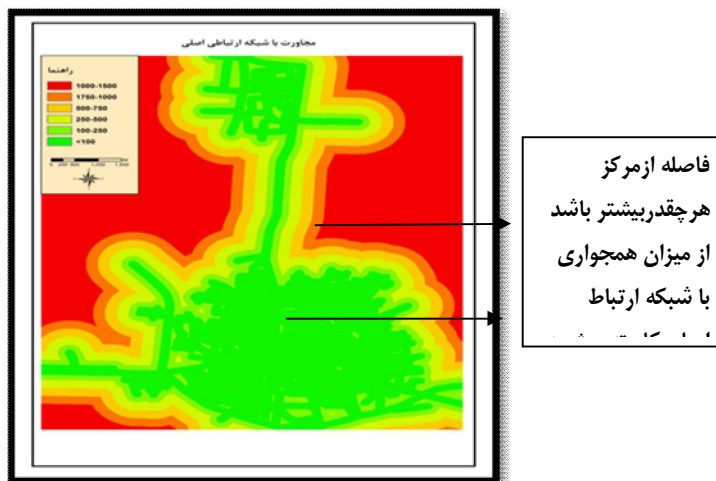 مجاورت با شبکه ارتباطی اصلی
راهنما
1000-1500
1750-1000
500-750
250-500
100-250
<100
فاصله ازمرکز
هرچقدربیشتر باشد
از میزان همجواری
با شبکه ارتباط